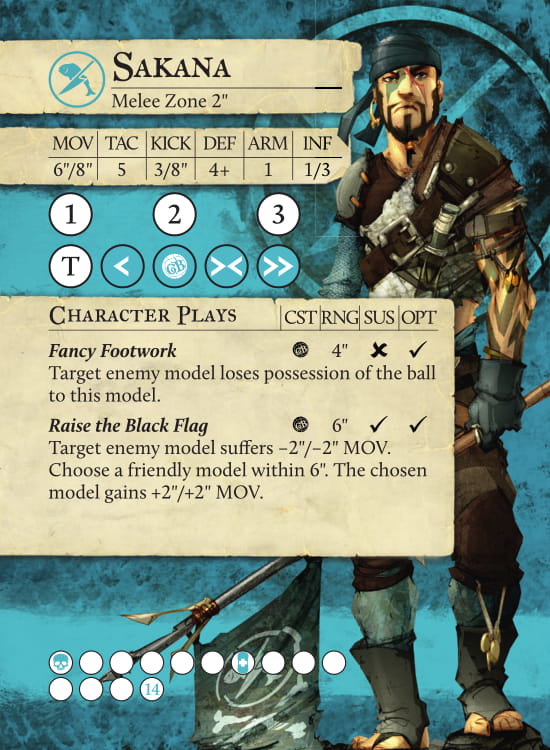 Sakana
Melee Zone 2"
MOV TAC KICK DEF ARM INF
6"/8" 5 3/8" 4+ 1 1/3
1 2 3
T < GB >< >>
Character Plays CST RNG SUS OPT
Fancy Footwork GB 4" ✘ ✓
Target enemy model loses possession of the ball
to this model.
Raise the Black Flag GB 6" ✓ ✓
Target enemy model suffers –2"/–2" MOV.
Choose a friendly model within 6". The chosen
model gains +2"/+2" MOV.
14